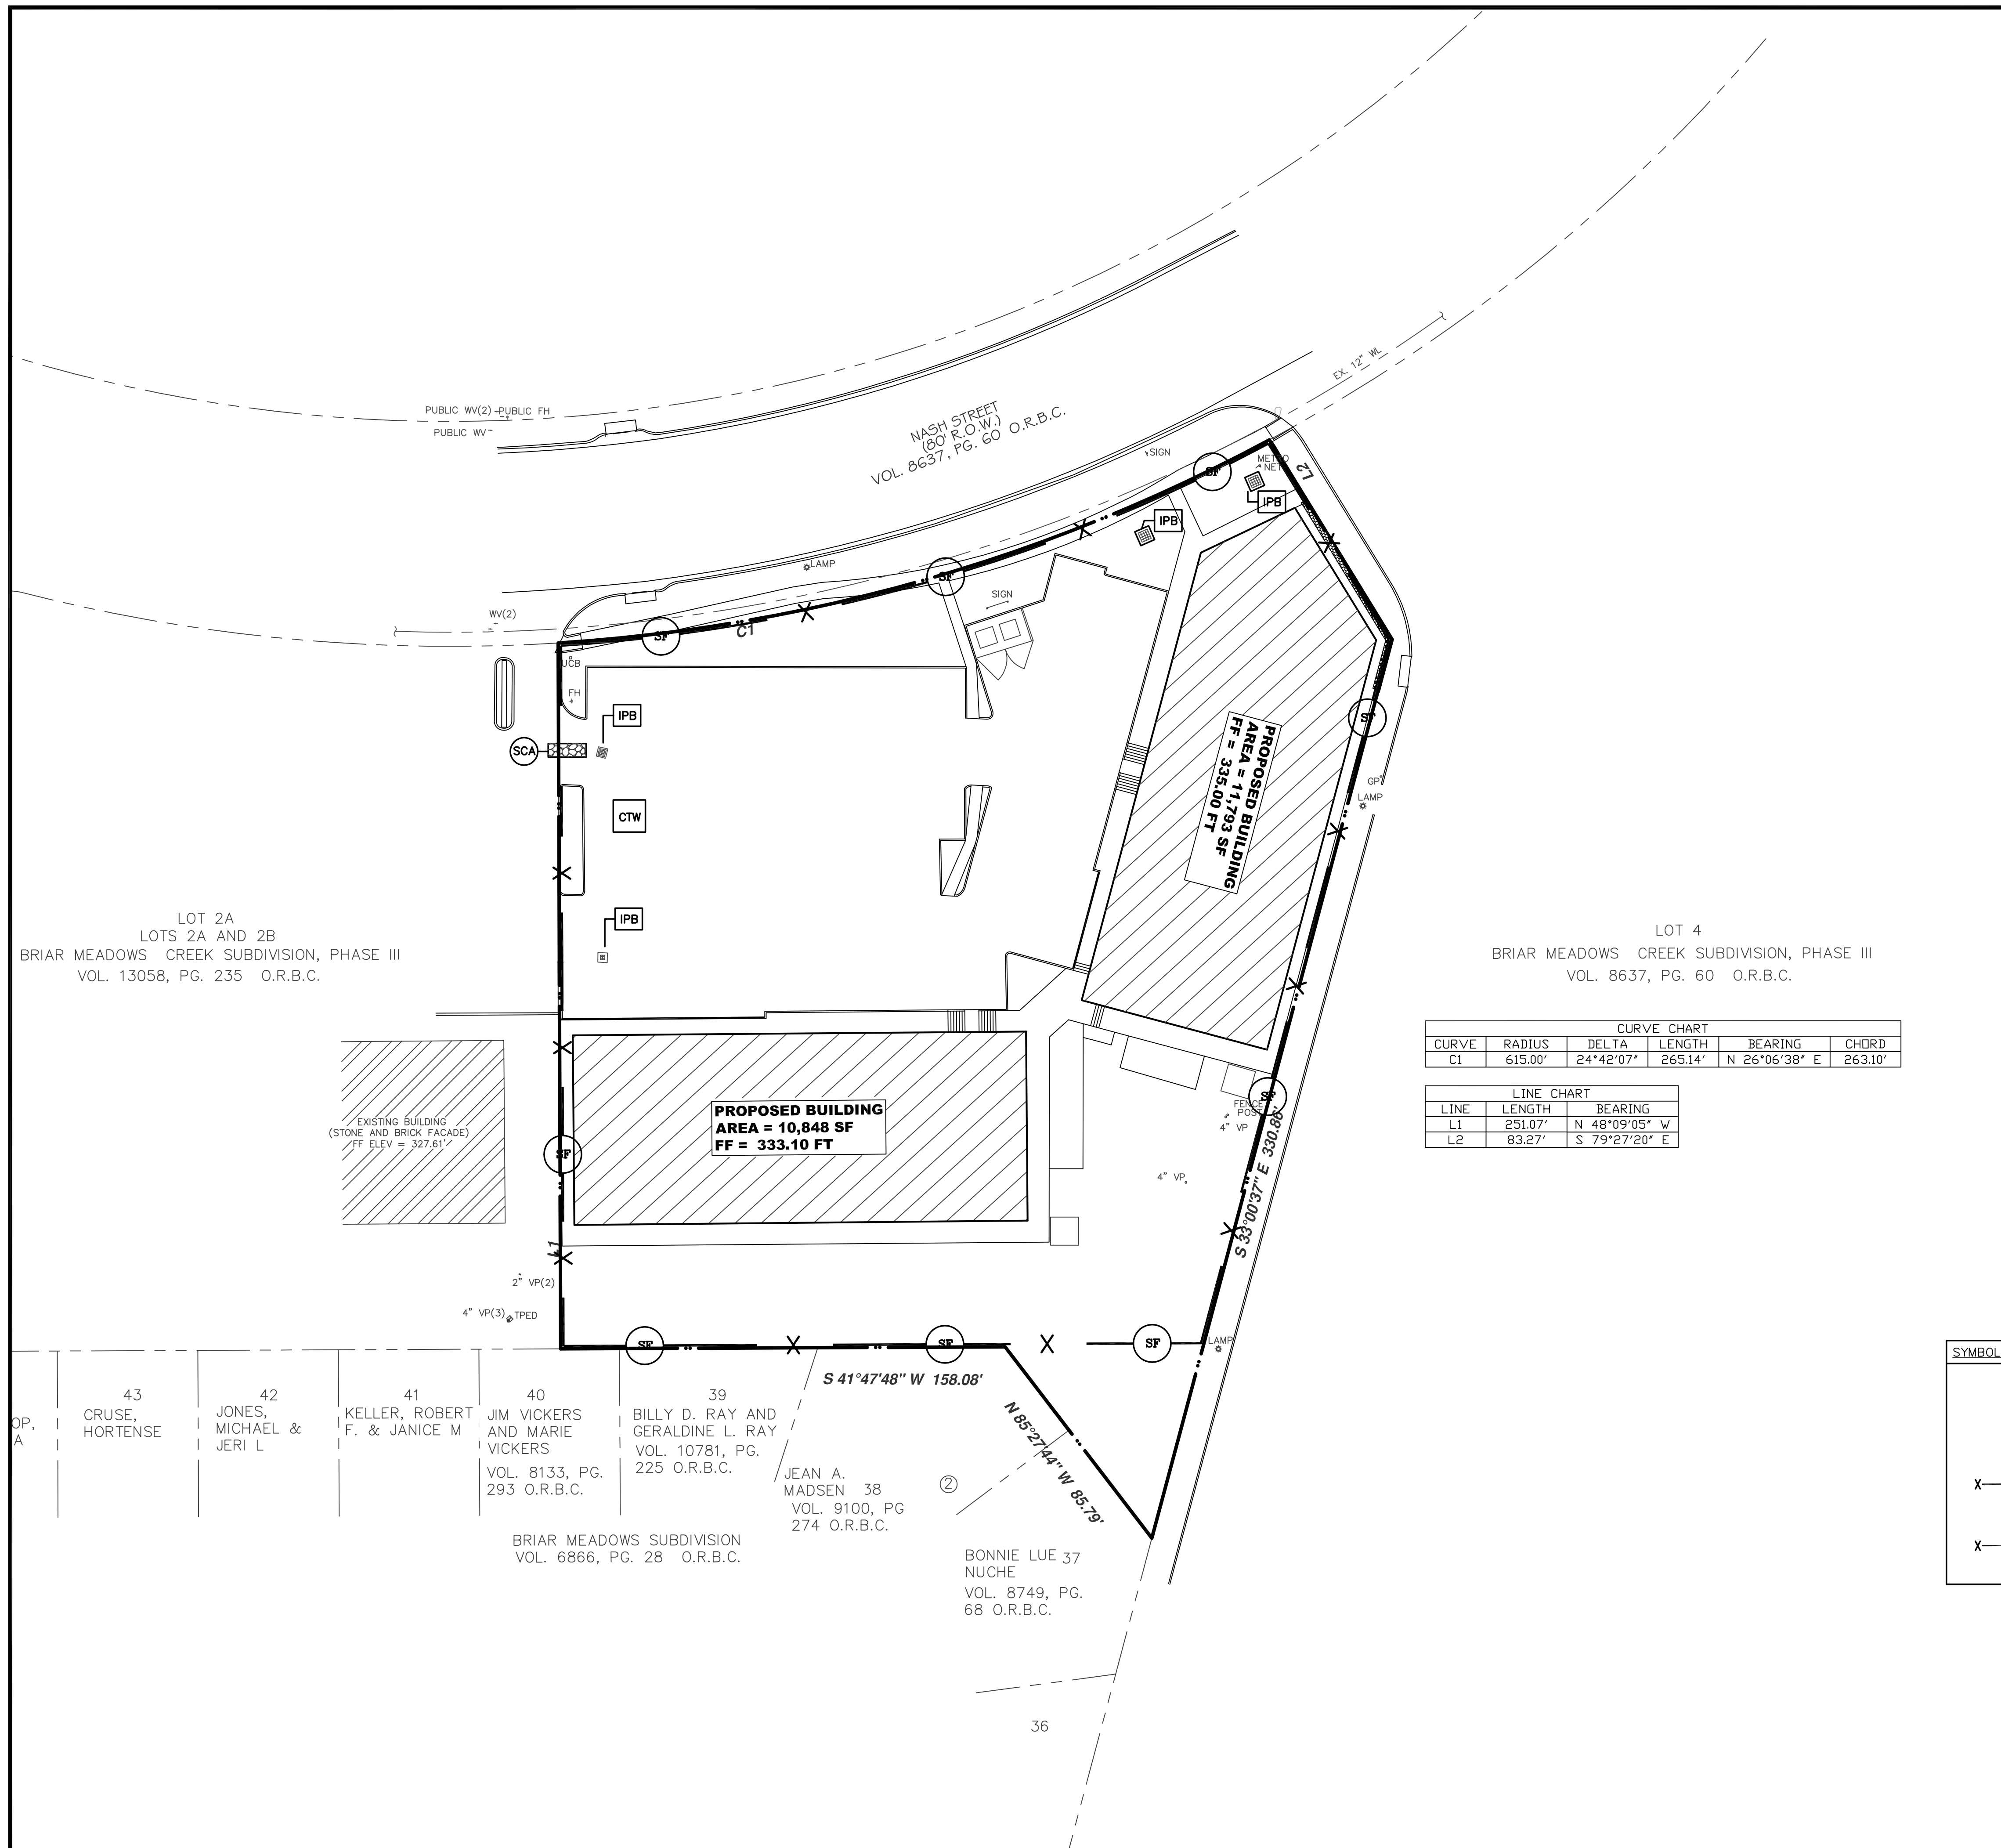 EX. 12" WL
PUBLIC WV(2)
PUBLIC FH
PUBLIC WV
NASH STREET
(80' R.O.W.)
VOL. 8637, PG. 60 O.R.B.C.
SIGN
METRO
NET
L2
SF
IPB
IPB
LAMP
SF
SIGN
WV(2)
SF
C1
UCB
FH
IPB
SCA
CTW
IPB
SF
GP
LAMP
PROPOSED BUILDING
AREA = 11,793 SF
FF = 335.00 FT
LOT 2A
LOTS 2A AND 2B
BRIAR MEADOWS CREEK SUBDIVISION, PHASE III
VOL. 13058, PG. 235 O.R.B.C.
LOT 4
BRIAR MEADOWS CREEK SUBDIVISION, PHASE III
VOL. 8637, PG. 60 O.R.B.C.
CURVE CHART
CURVE RADIUS DELTA LENGTH BEARING CHORD
C1 615.00' 24°42'07" 265.14' N 26°06'38" E 263.10'
LINE CHART
LINE LENGTH BEARING
L1 251.07' N 48°09'05" W
L2 83.27' S 79°27'20" E
EXISTING BUILDING
(STONE AND BRICK FACADE)
FF ELEV = 327.61'
PROPOSED BUILDING
AREA = 10,848 SF
FF = 333.10 FT
SF
SF
FENCE
POST
4" VP
4" VP
S 33°00'37" E 330.86'
L1
2" VP(2)
4" VP(3)
TPED
SF
SF
SF
LAMP
S 41°47'48" W 158.08'
N 85°27'44" W 85.79'
SYMBOL
X
X
OP,
A
43
CRUSE,
HORTENSE
42
JONES,
MICHAEL &
JERI L
41
KELLER, ROBERT
F. & JANICE M
40
JIM VICKERS
AND MARIE
VICKERS
VOL. 8133, PG.
293 O.R.B.C.
39
BILLY D. RAY AND
GERALDINE L. RAY
VOL. 10781, PG.
225 O.R.B.C.
JEAN A.
MADSEN 38
VOL. 9100, PG
274 O.R.B.C.
2
BRIAR MEADOWS SUBDIVISION
VOL. 6866, PG. 28 O.R.B.C.
BONNIE LUE 37
NUCHE
VOL. 8749, PG.
68 O.R.B.C.
36